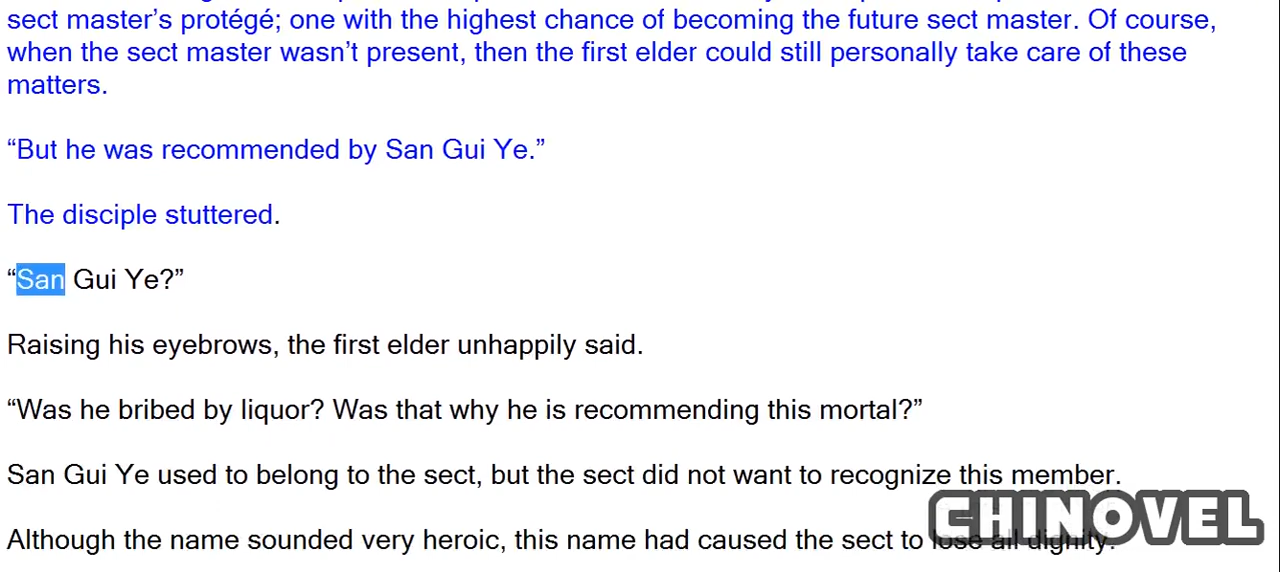 sect master’s protégé; one with the highest chance of becoming the future sect master. Of course,
when the sect master wasn’t present, then the first elder could still personally take care of these
matters.
“But he was recommended by San Gui Ye.”
The disciple stuttered.
“San Gui Ye?”
Raising his eyebrows, the first elder unhappily said.
“Was he bribed by liquor? Was that why he is recommending this mortal?”
San Gui Ye used to belong to the sect, but the sect did not want to recognize this member.
Although the name sounded very heroic, this name had caused the sect to lose all dignity.
CHINOVEL